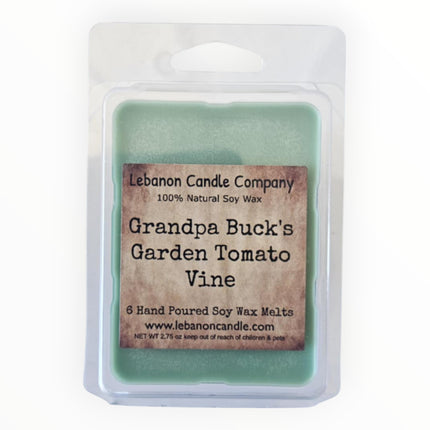 Lebanon Candle Company
100% Natural Soy Wax
Grandpa Buck's
Garden Tomato
Vine
6 Hand Poured Soy Wax Melts
www.lebanoncandle.com
NET WT 2.75 oz keep out of reach of children & pets